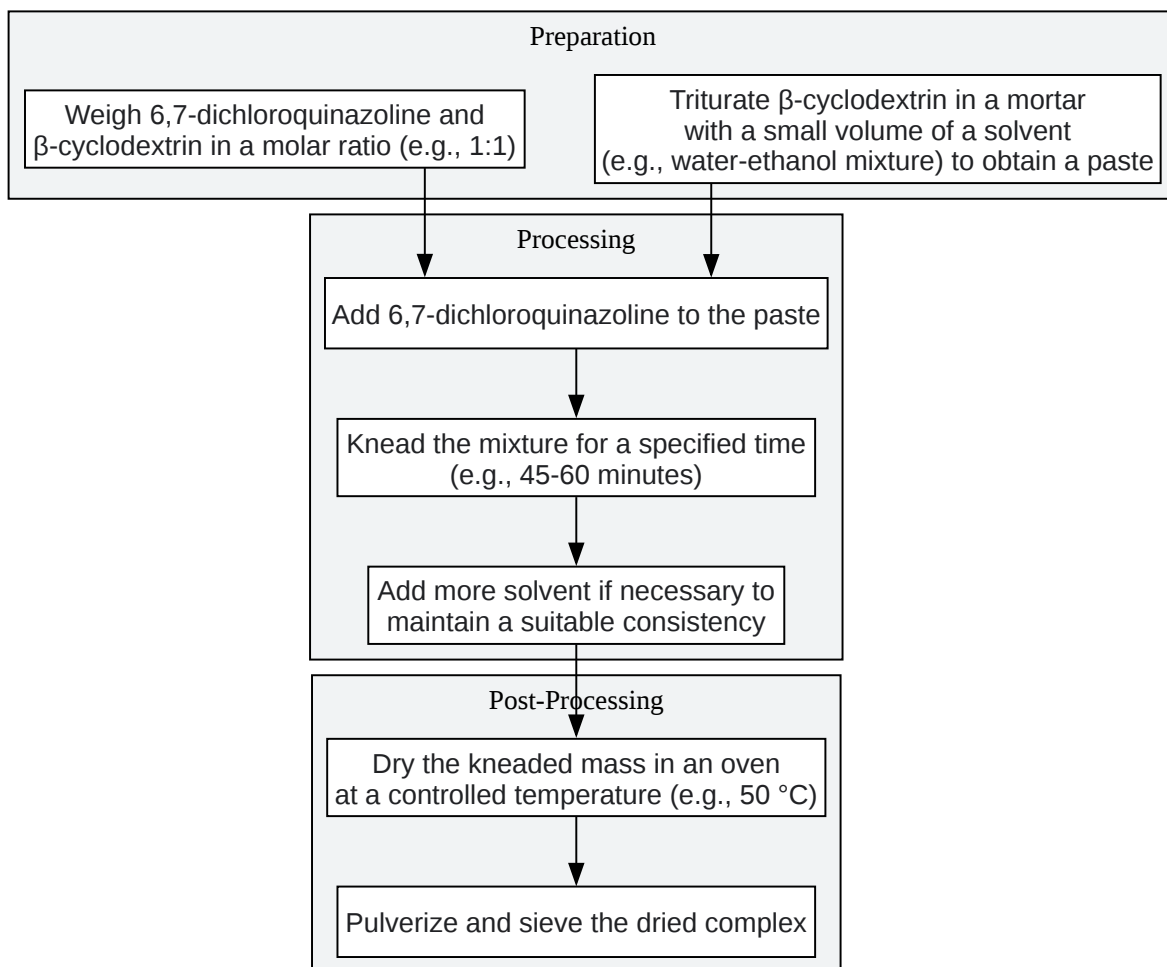 Preparation
Weigh 6,7-dichloroquinazoline and
β-cyclodextrin in a molar ratio (e.g., 1:1)
Triturate β-cyclodextrin in a mortar
with a small volume of a solvent
(e.g., water-ethanol mixture) to obtain a paste
Processing
Add 6,7-dichloroquinazoline to the paste
Knead the mixture for a specified time
(e.g., 45-60 minutes)
Add more solvent if necessary to
maintain a suitable consistency
Post-Processing
Dry the kneaded mass in an oven
at a controlled temperature (e.g., 50 °C)
Pulverize and sieve the dried complex